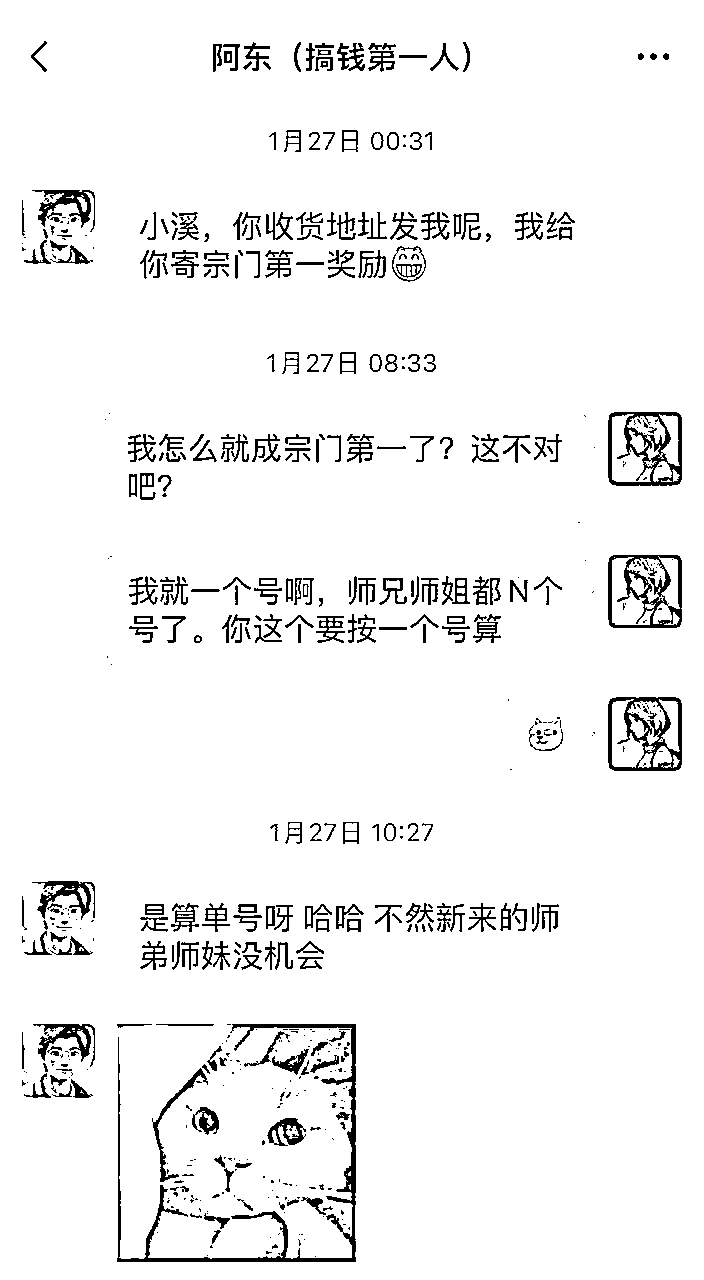 阿东（搞钱第一人）
1月27日 00:31
小溪，你收货地址发我呢，我给
你寄宗门第一奖励😁
1月27日 08:33
我怎么就成宗门第一了？这不对
吧？
我就一个号啊，师兄师姐都N个
号了。你这个要按一个号算
1月27日 10:27
是算单号呀 哈哈 不然新来的师
弟师妹没机会